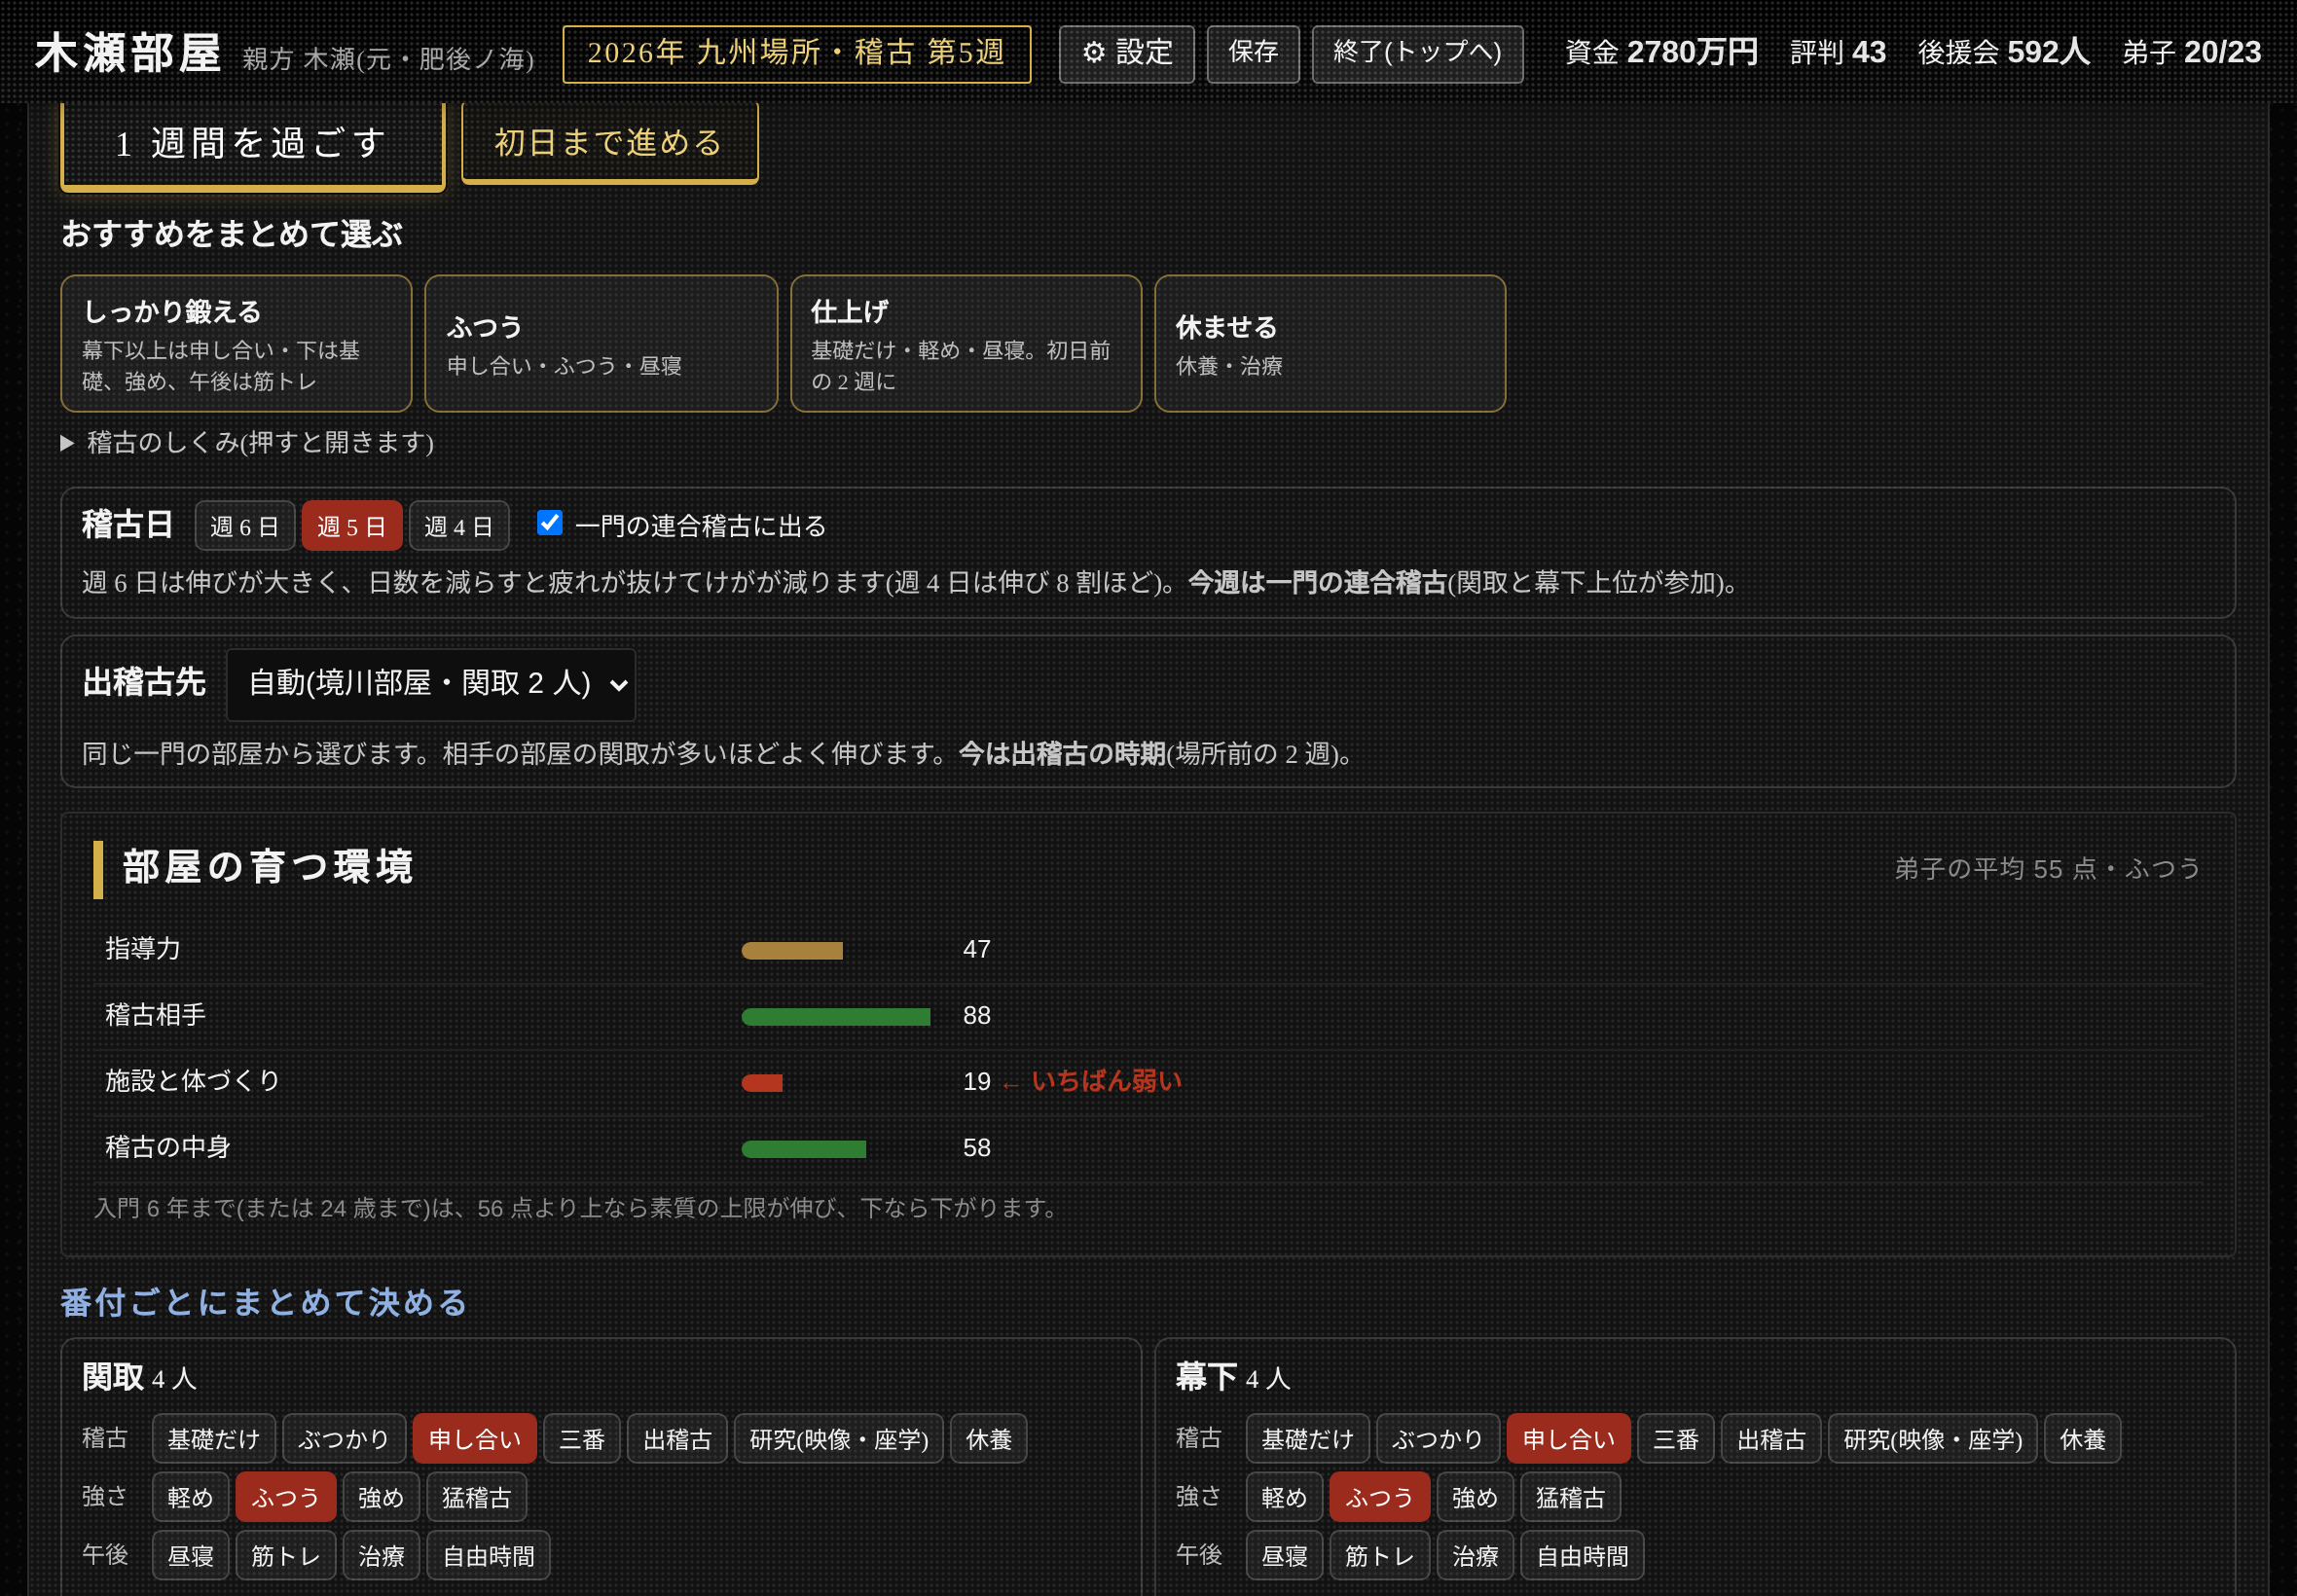 木瀬部屋 親方 木瀬(元・肥後ノ海) 2026年 九州場所・稽古 第5週 ⚙ 設定 保存 終了(トップへ) 資金 2780万円 評判 43 後援会 592人 弟子 20/23
1 週間を過ごす 初日まで進める
おすすめをまとめて選ぶ
しっかり鍛える
幕下以上は申し合い・下は基
礎、強め、午後は筋トレ
ふつう
申し合い・ふつう・昼寝
仕上げ
基礎だけ・軽め・昼寝。初日前
の 2 週に
休ませる
休養・治療
▶ 稽古のしくみ(押すと開きます)
稽古日 週 6 日 週 5 日 週 4 日 一門の連合稽古に出る
週 6 日は伸びが大きく、日数を減らすと疲れが抜けてけがが減ります(週 4 日は伸び 8 割ほど)。今週は一門の連合稽古(関取と幕下上位が参加)。
出稽古先 自動(境川部屋・関取 2 人)
同じ一門の部屋から選びます。相手の部屋の関取が多いほどよく伸びます。今は出稽古の時期(場所前の 2 週)。
部屋の育つ環境 弟子の平均 55 点・ふつう
指導力 47
稽古相手 88
施設と体づくり 19 ← いちばん弱い
稽古の中身 58
入門 6 年まで(または 24 歳まで)は、56 点より上なら素質の上限が伸び、下なら下がります。
番付ごとにまとめて決める
関取 4 人
稽古 基礎だけ ぶつかり 申し合い 三番 出稽古 研究(映像・座学) 休養
強さ 軽め ふつう 強め 猛稽古
午後 昼寝 筋トレ 治療 自由時間
幕下 4 人
稽古 基礎だけ ぶつかり 申し合い 三番 出稽古 研究(映像・座学) 休養
強さ 軽め ふつう 強め 猛稽古
午後 昼寝 筋トレ 治療 自由時間